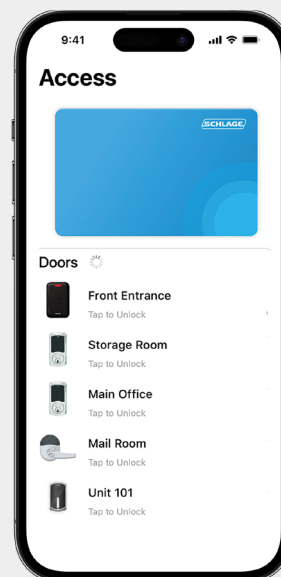 9:41
Access
SCHLAGE
Doors
Front Entrance
Tap to Unlock
Storage Room
Tap to Unlock
Main Office
Tap to Unlock
Mail Room
Tap to Unlock
Unit 101
Tap to Unlock